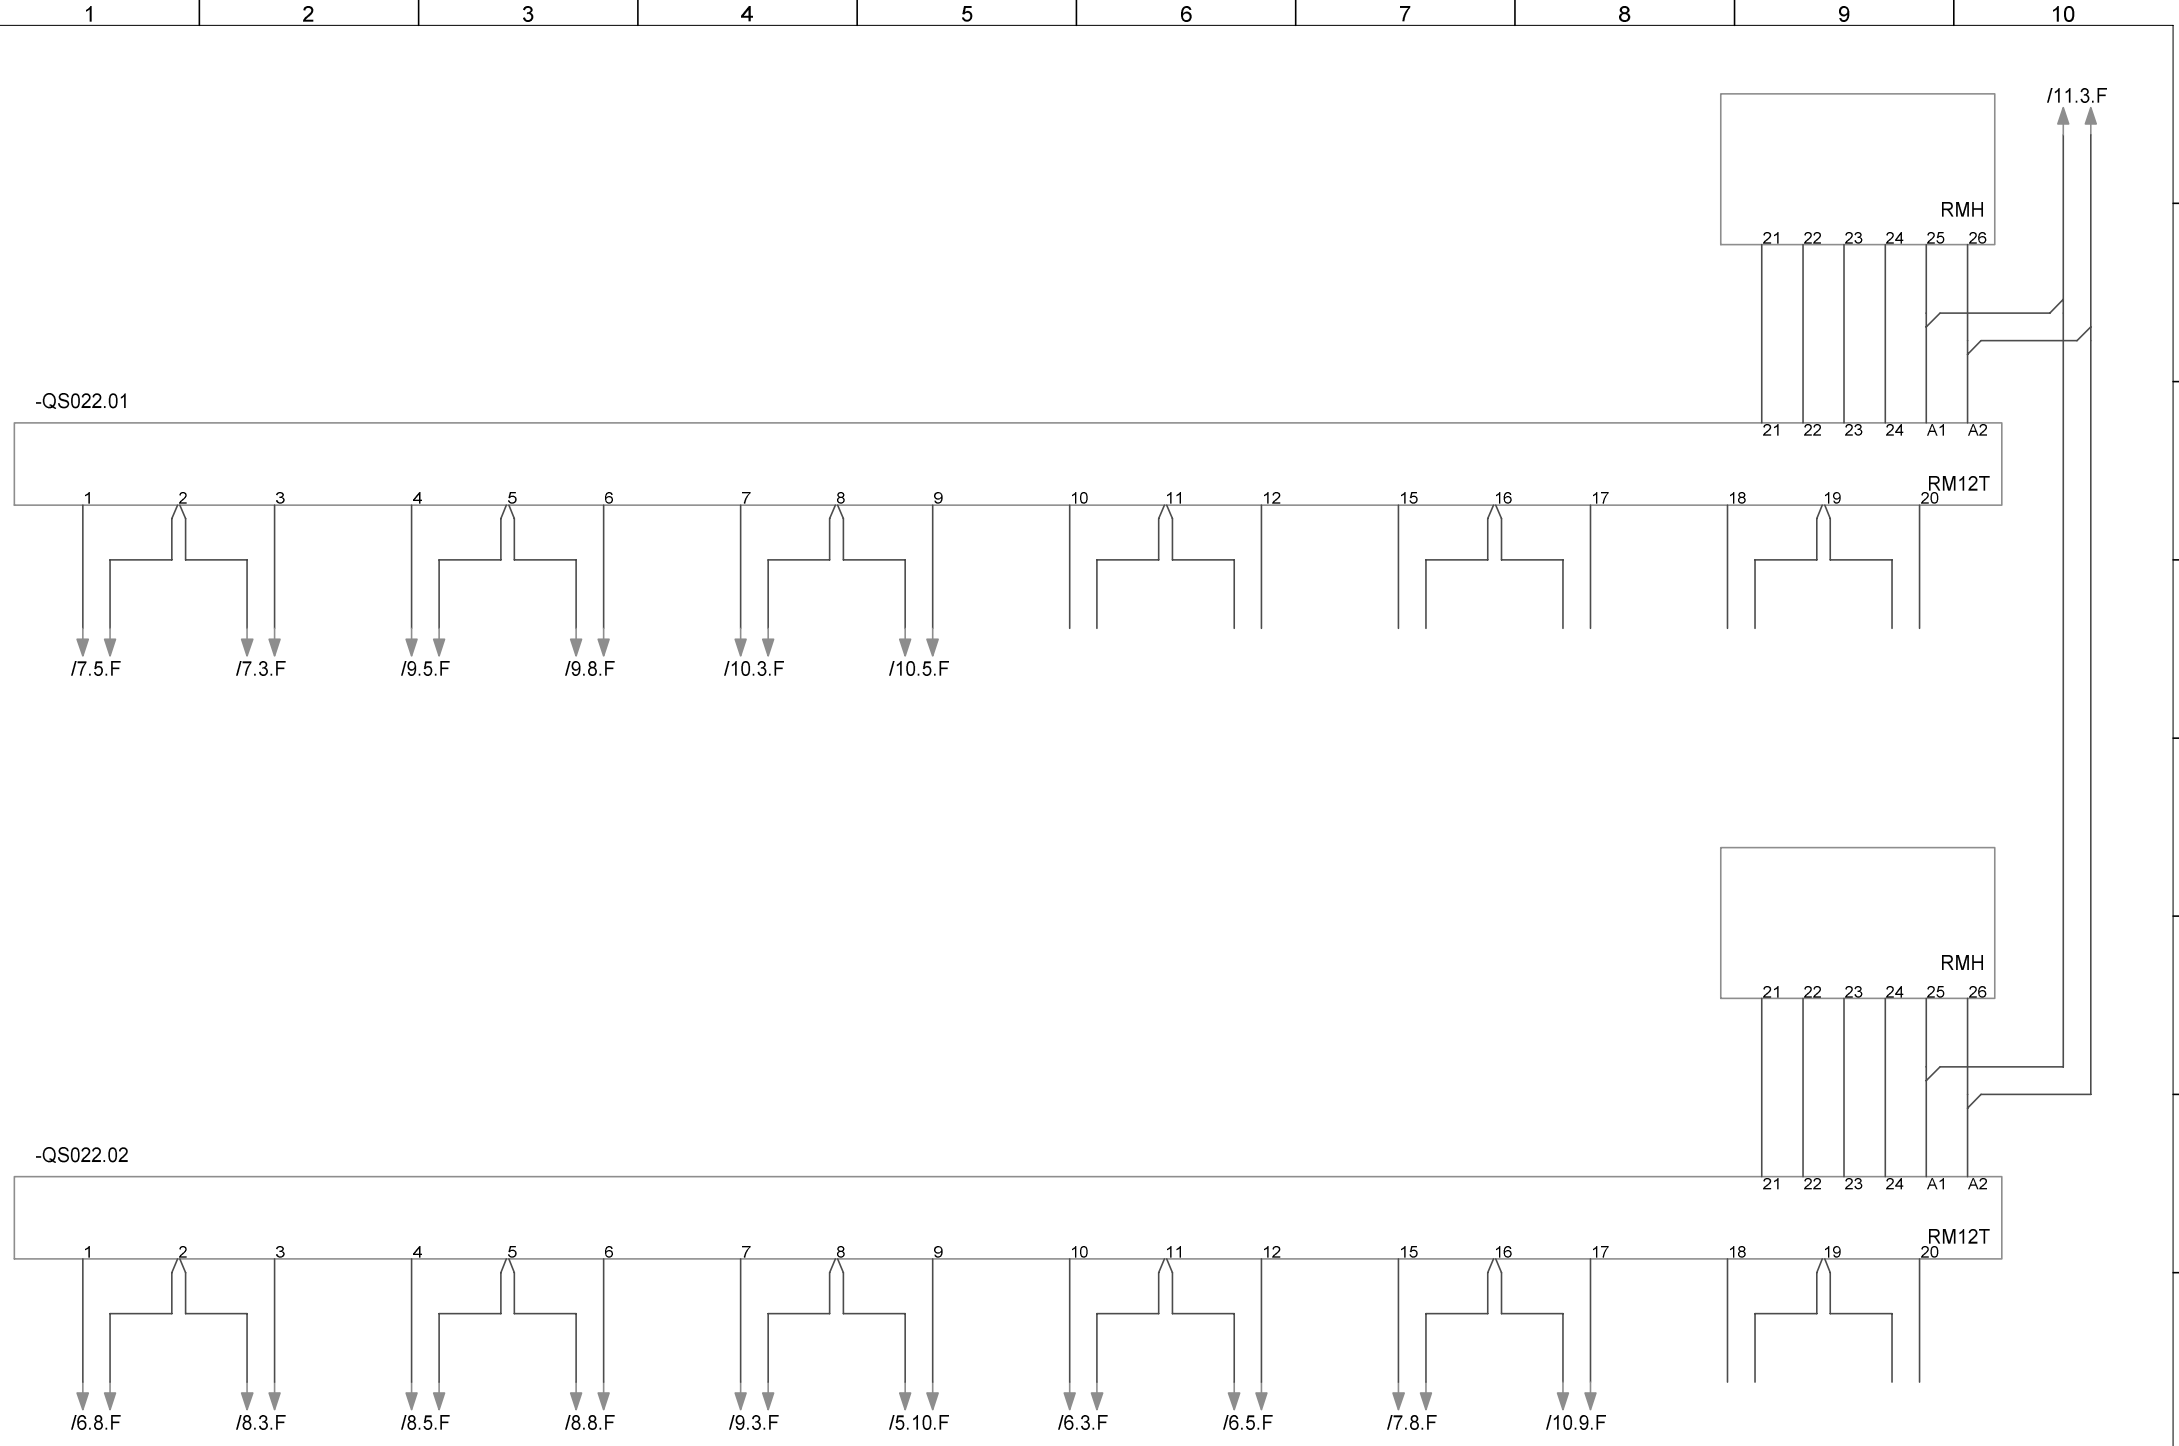 1 2 3 4 5 6 7 8 9 10
/11.3.F
RMH
21 22 23 24 25 26
-QS022.01
21 22 23 24 A1 A2
RM12T
1 2 3 4 5 6 7 8 9 10 11 12 15 16 17 18 19 20
/7.5.F /7.3.F /9.5.F /9.8.F /10.3.F /10.5.F
RMH
21 22 23 24 25 26
-QS022.02
21 22 23 24 A1 A2
RM12T
1 2 3 4 5 6 7 8 9 10 11 12 15 16 17 18 19 20
/6.8.F /8.3.F /8.5.F /8.8.F /9.3.F /5.10.F /6.3.F /6.5.F /7.8.F /10.9.F